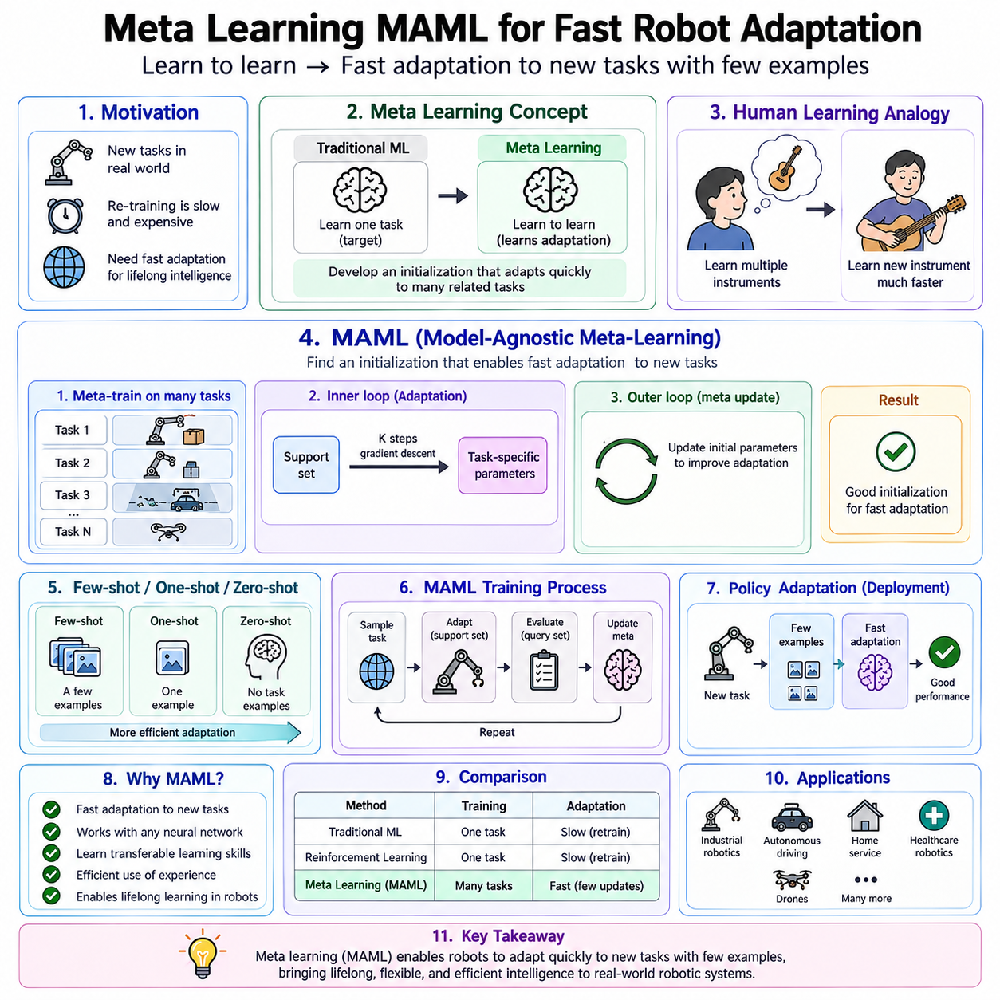 Meta Learning MAML for Fast Robot Adaptation
Learn to learn → Fast adaptation to new tasks with few examples
1. Motivation
New tasks in
real world
Re-training is slow
and expensive
Need fast adaptation
for lifelong intelligence
2. Meta Learning Concept
Traditional ML
Learn one task
(target)
Meta Learning
Learn to learn
(learns adaptation)
Develop an initialization that adapts quickly
to many related tasks
3. Human Learning Analogy
Learn multiple
instruments
Learn new instrument
much faster
4. MAML (Model-Agnostic Meta-Learning)
Find an initialization that enables fast adaptation to new tasks
1. Meta-train on many tasks
Task 1
Task 2
Task 3
...
Task N
2. Inner loop (Adaptation)
Support
set
K steps
gradient descent
Task-specific
parameters
3. Outer loop (meta update)
Update initial parameters
to improve adaptation
Result
Good initialization
for fast adaptation
5. Few-shot / One-shot / Zero-shot
Few-shot
A few
examples
One-shot
One
example
Zero-shot
No task
examples
More efficient adaptation
6. MAML Training Process
Sample
task
Adapt
(support set)
Evaluate
(query set)
Update
meta
Repeat
7. Policy Adaptation (Deployment)
New task
Few
examples
Fast
adaptation
Good
performance
8. Why MAML?
Fast adaptation to new tasks
Works with any neural network
Learn transferable learning skills
Efficient use of experience
Enables lifelong learning in robots
9. Comparison
Method Training Adaptation
Traditional ML One task Slow (retrain)
Reinforcement Learning One task Slow (retrain)
Meta Learning (MAML) Many tasks Fast (few updates)
10. Applications
Industrial
robotics
Autonomous
driving
Home
service
Healthcare
robotics
Drones
Many more
11. Key Takeaway
Meta learning (MAML) enables robots to adapt quickly to new tasks with few examples,
bringing lifelong, flexible, and efficient intelligence to real-world robotic systems.